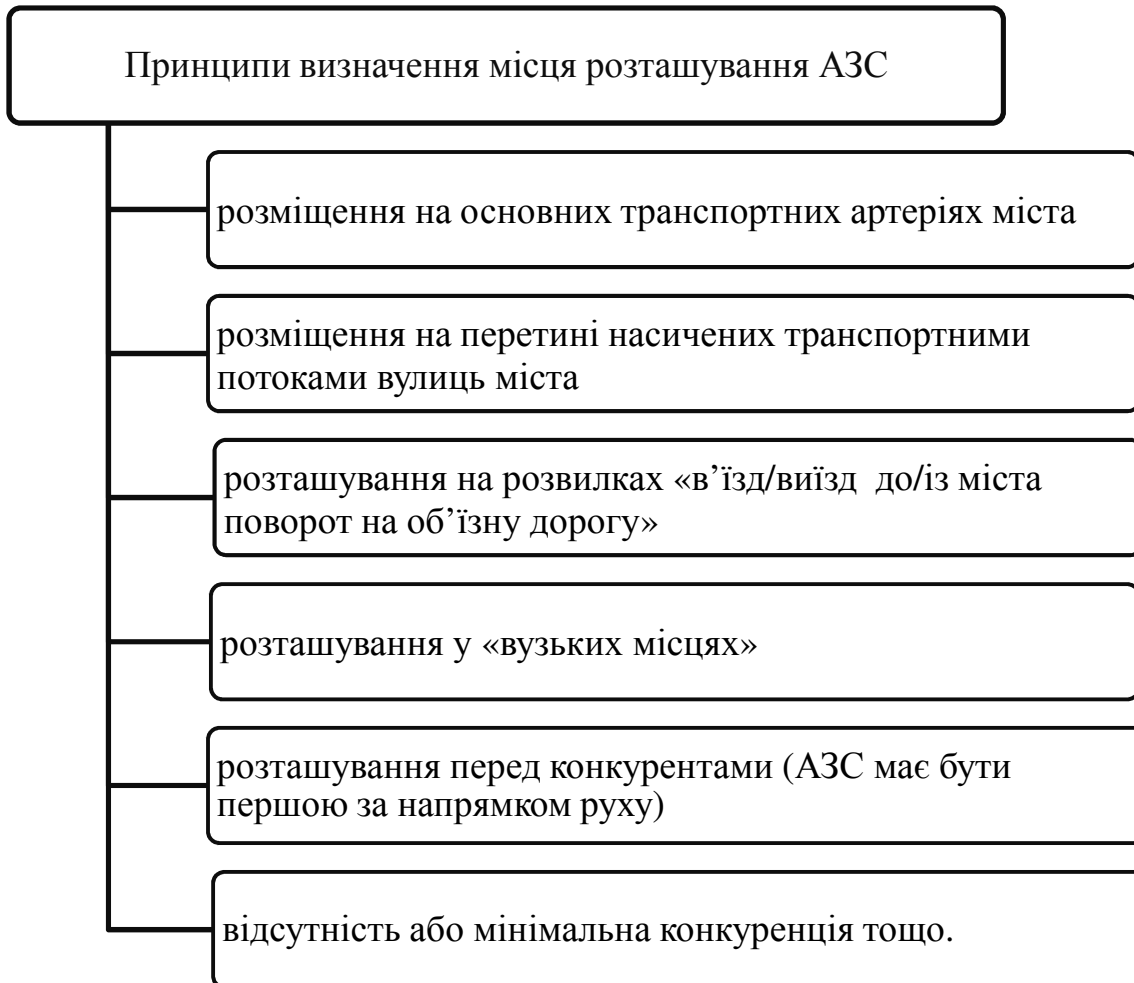 Принципи визначення місця розташування АЗС
розміщення на основних транспортних артеріях міста
розміщення на перетині насичених транспортними
потоками вулиць міста
розташування на розвилках «в’їзд/виїзд до/із міста
поворот на об’їзну дорогу»
розташування у «вузьких місцях»
розташування перед конкурентами (АЗС має бути
першою за напрямком руху)
відсутність або мінімальна конкуренція тощо.